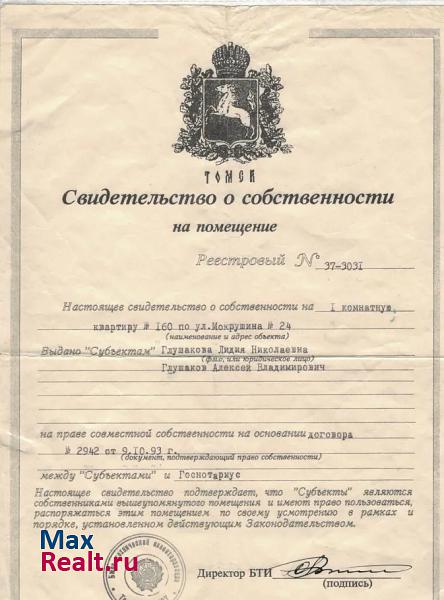 ТОМСК
Свидетельство о собственности
на помещение
Реестровый № 37-3031
Настоящее свидетельство о собственности на I комнатную
квартиру № 160 по ул.Мокрушина № 24
(наименование и адрес объекта)
Выдано "Субъектам" Глушакова Лидия Николаевна
(фио, или юридическое лицо)
Глушаков Алексей Владимирович
на праве совместной собственности на основании договора
№ 2942 от 9.10.93 г.
(документ, подтверждающий право собственности)
между "Субъектами" и Госнотариус
Настоящее свидетельство подтверждает, что "Субъекты" являются
собственниками вышеупомянутого помещения и имеют право пользоваться,
распоряжаться этим помещением по своему усмотрению в рамках и
порядке, установленном действующим Законодательством.
Директор БТИ
(подпись)
Max
Realt.ru